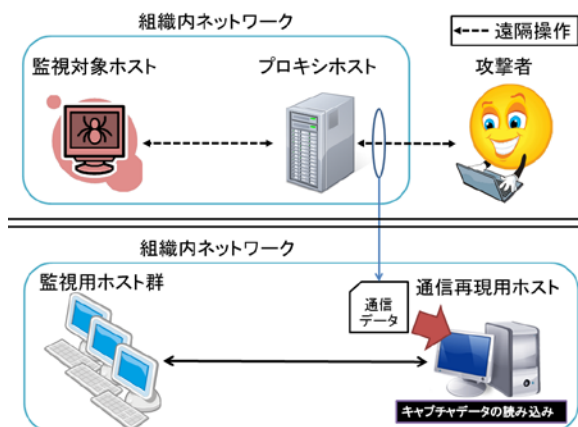 組織内ネットワーク
遠隔操作
監視対象ホスト
プロキシホスト
攻撃者
組織内ネットワーク
監視用ホスト群
通信再現用ホスト
通信
データ
キャプチャデータの読み込み